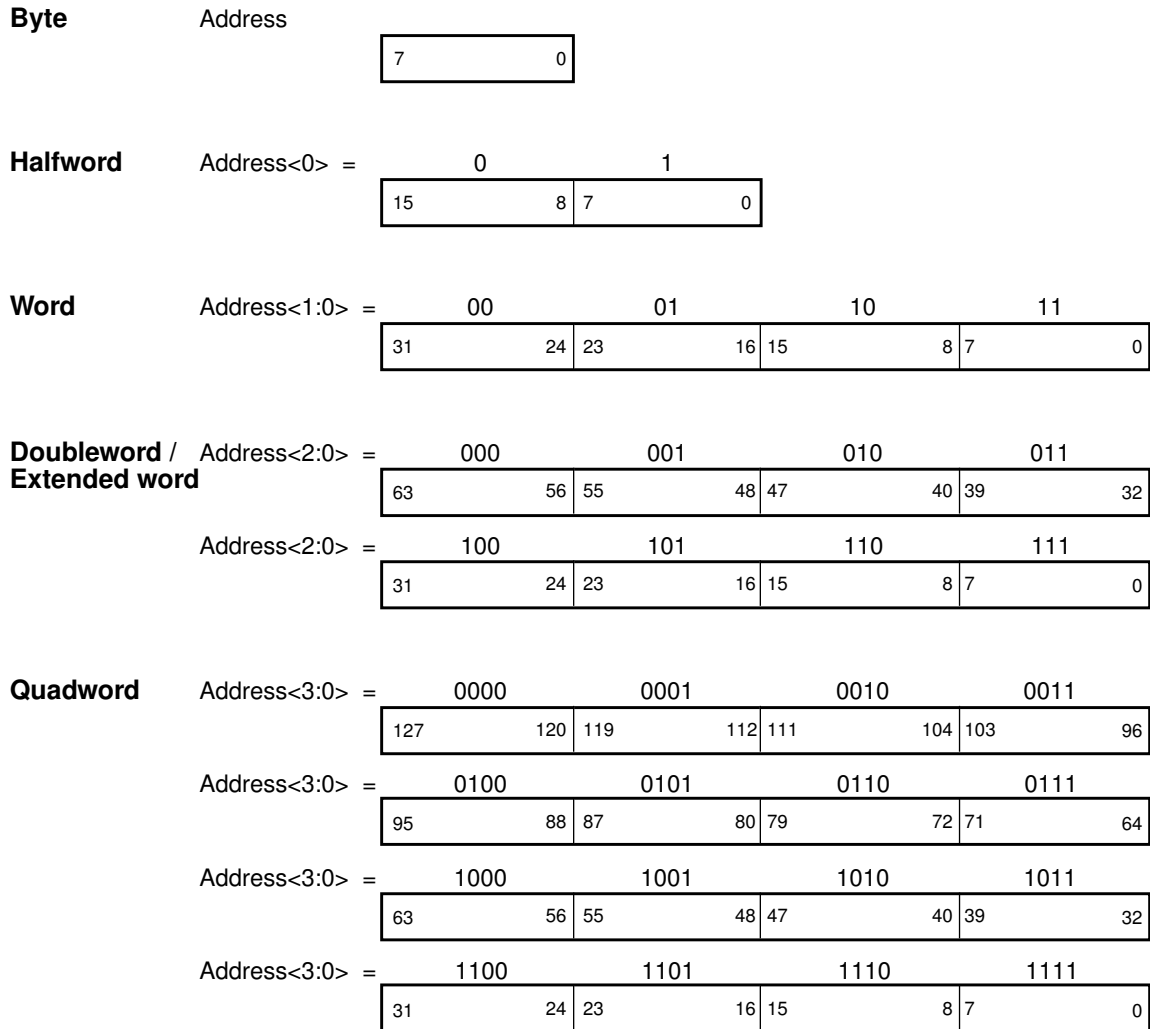 Byte Address
7 0
Halfword Address<0> = 0 1
15 8 7 0
Word Address<1:0> = 00 01 10 11
31 24 23 16 15 8 7 0
Doubleword / Address<2:0> = 000 001 010 011
Extended word
63 56 55 48 47 40 39 32
Address<2:0> = 100 101 110 111
31 24 23 16 15 8 7 0
Quadword Address<3:0> = 0000 0001 0010 0011
127 120 119 112 111 104 103 96
Address<3:0> = 0100 0101 0110 0111
95 88 87 80 79 72 71 64
Address<3:0> = 1000 1001 1010 1011
63 56 55 48 47 40 39 32
Address<3:0> = 1100 1101 1110 1111
31 24 23 16 15 8 7 0